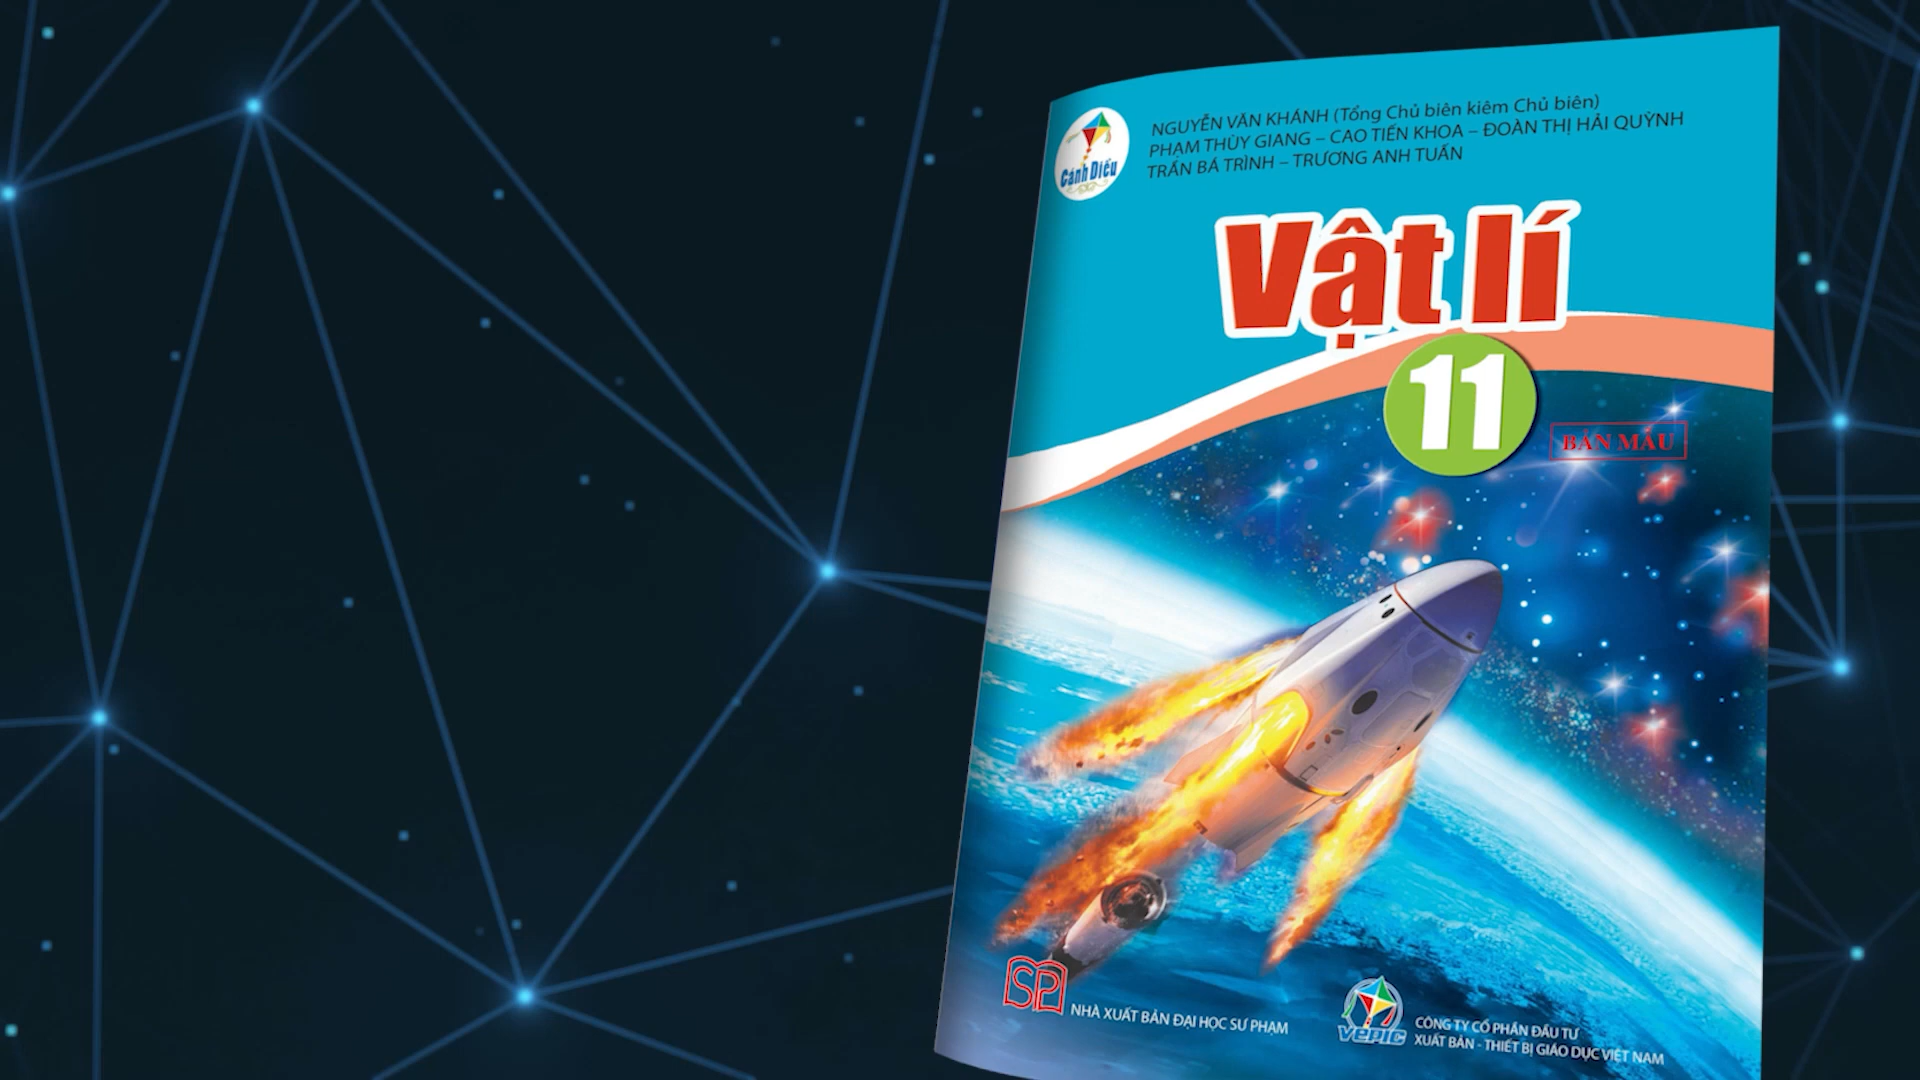 Cánh Diều
NGUYỄN VĂN KHÁNH (Tổng Chủ biên kiêm Chủ biên)
PHẠM THÙY GIANG – CAO TIẾN KHOA – ĐOÀN THỊ HẢI QUỲNH
TRẦN BÁ TRÌNH – TRƯƠNG ANH TUẤN
Vật lí
11
BẢN MẪU
SP
NHÀ XUẤT BẢN ĐẠI HỌC SƯ PHẠM
VEPIC
CÔNG TY CỔ PHẦN ĐẦU TƯ
XUẤT BẢN - THIẾT BỊ GIÁO DỤC VIỆT NAM